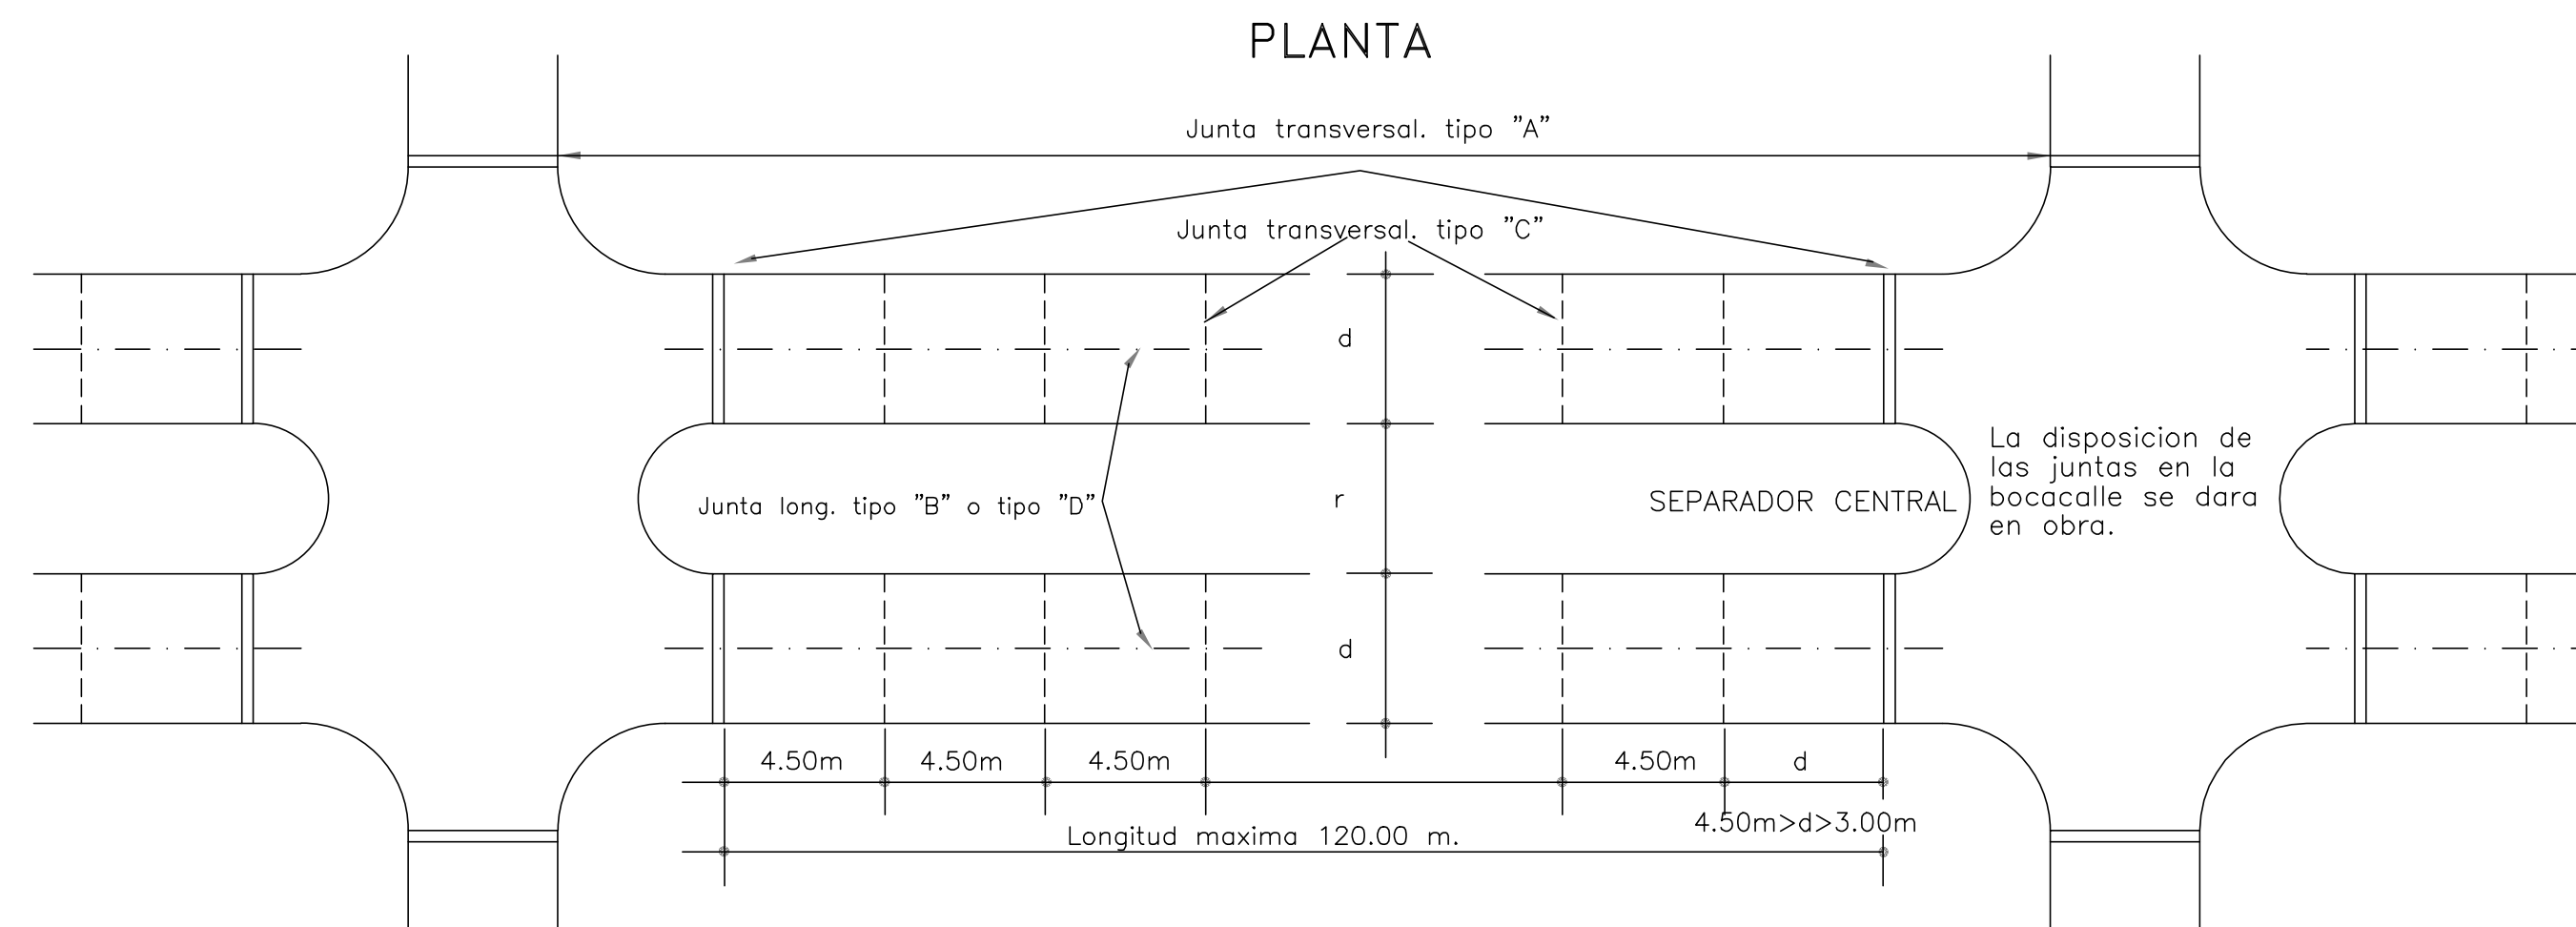 PLANTA
Junta transversal. tipo "A"
Junta transversal. tipo "C"
d
La disposicion de
las juntas en la
bocacalle se dara
en obra.
Junta long. tipo "B" o tipo "D"
r
SEPARADOR CENTRAL
d
4.50m
4.50m
4.50m
4.50m
d
4.50m>d>3.00m
Longitud maxima 120.00 m.